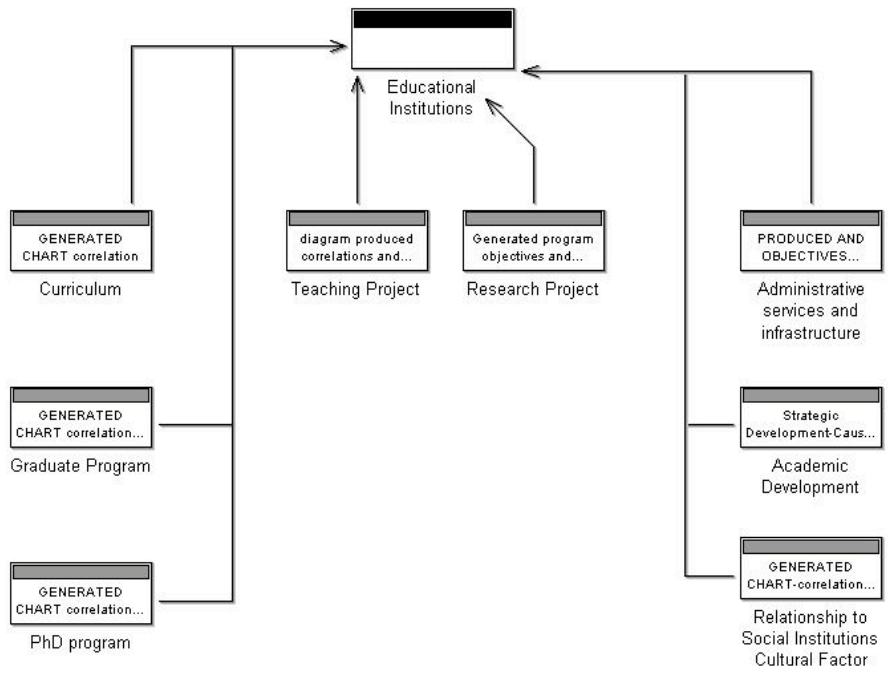 Educational
Institutions
GENERATED
CHART correlation
Curriculum
diagram produced
correlations and...
Teaching Project
Generated program
objectives and...
Research Project
PRODUCED AND
OBJECTIVES...
Administrative
services and
infrastructure
GENERATED
CHART correlation...
Graduate Program
Strategic
Development-Caus...
Academic
Development
GENERATED
CHART correlation...
PhD program
GENERATED
CHART-correlation...
Relationship to
Social Institutions
Cultural Factor